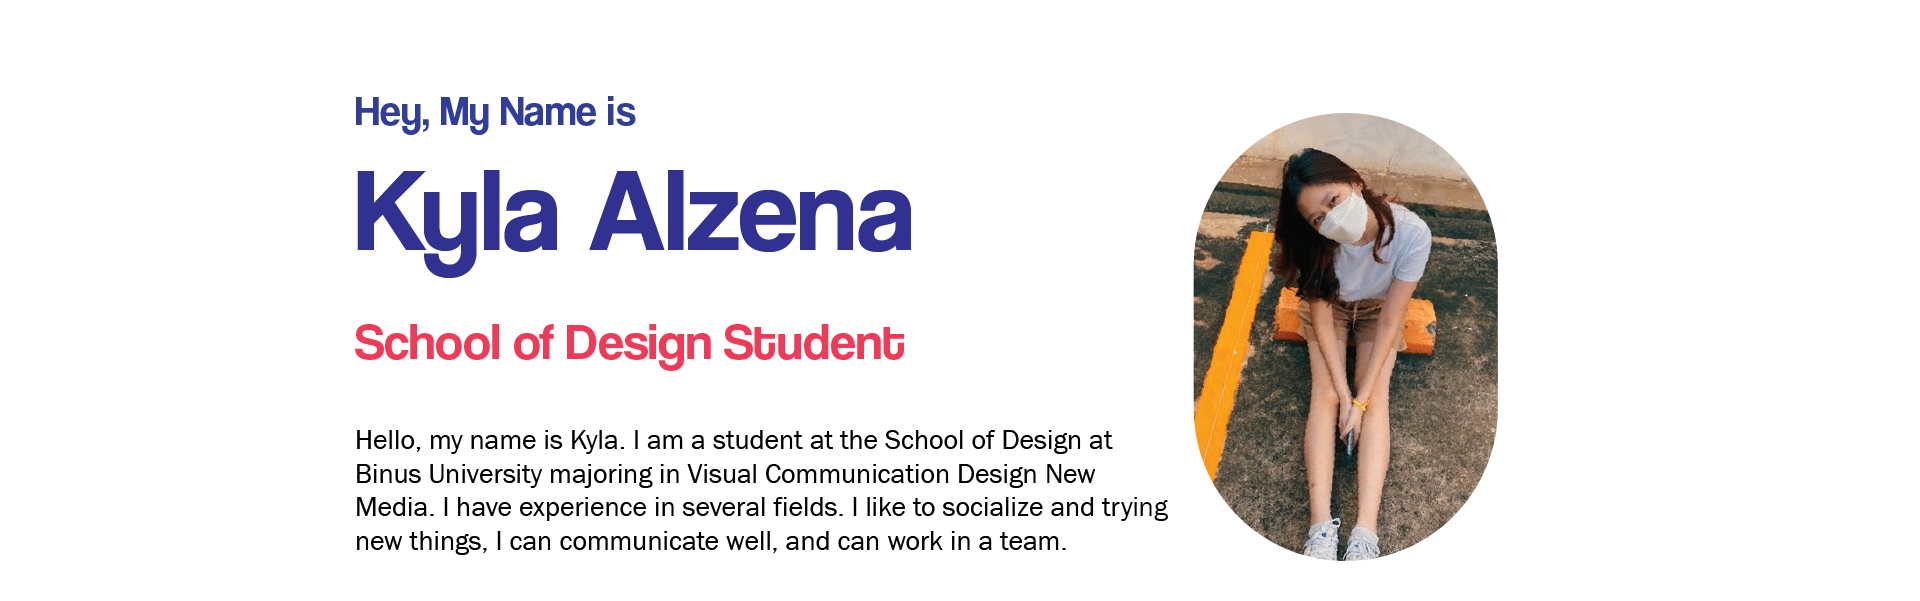 Hey, My Name is
Kyla Alzena
School of Design Student
Hello, my name is Kyla. I am a student at the School of Design at
Binus University majoring in Visual Communication Design New
Media. I have experience in several fields. I like to socialize and trying
new things, I can communicate well, and can work in a team.